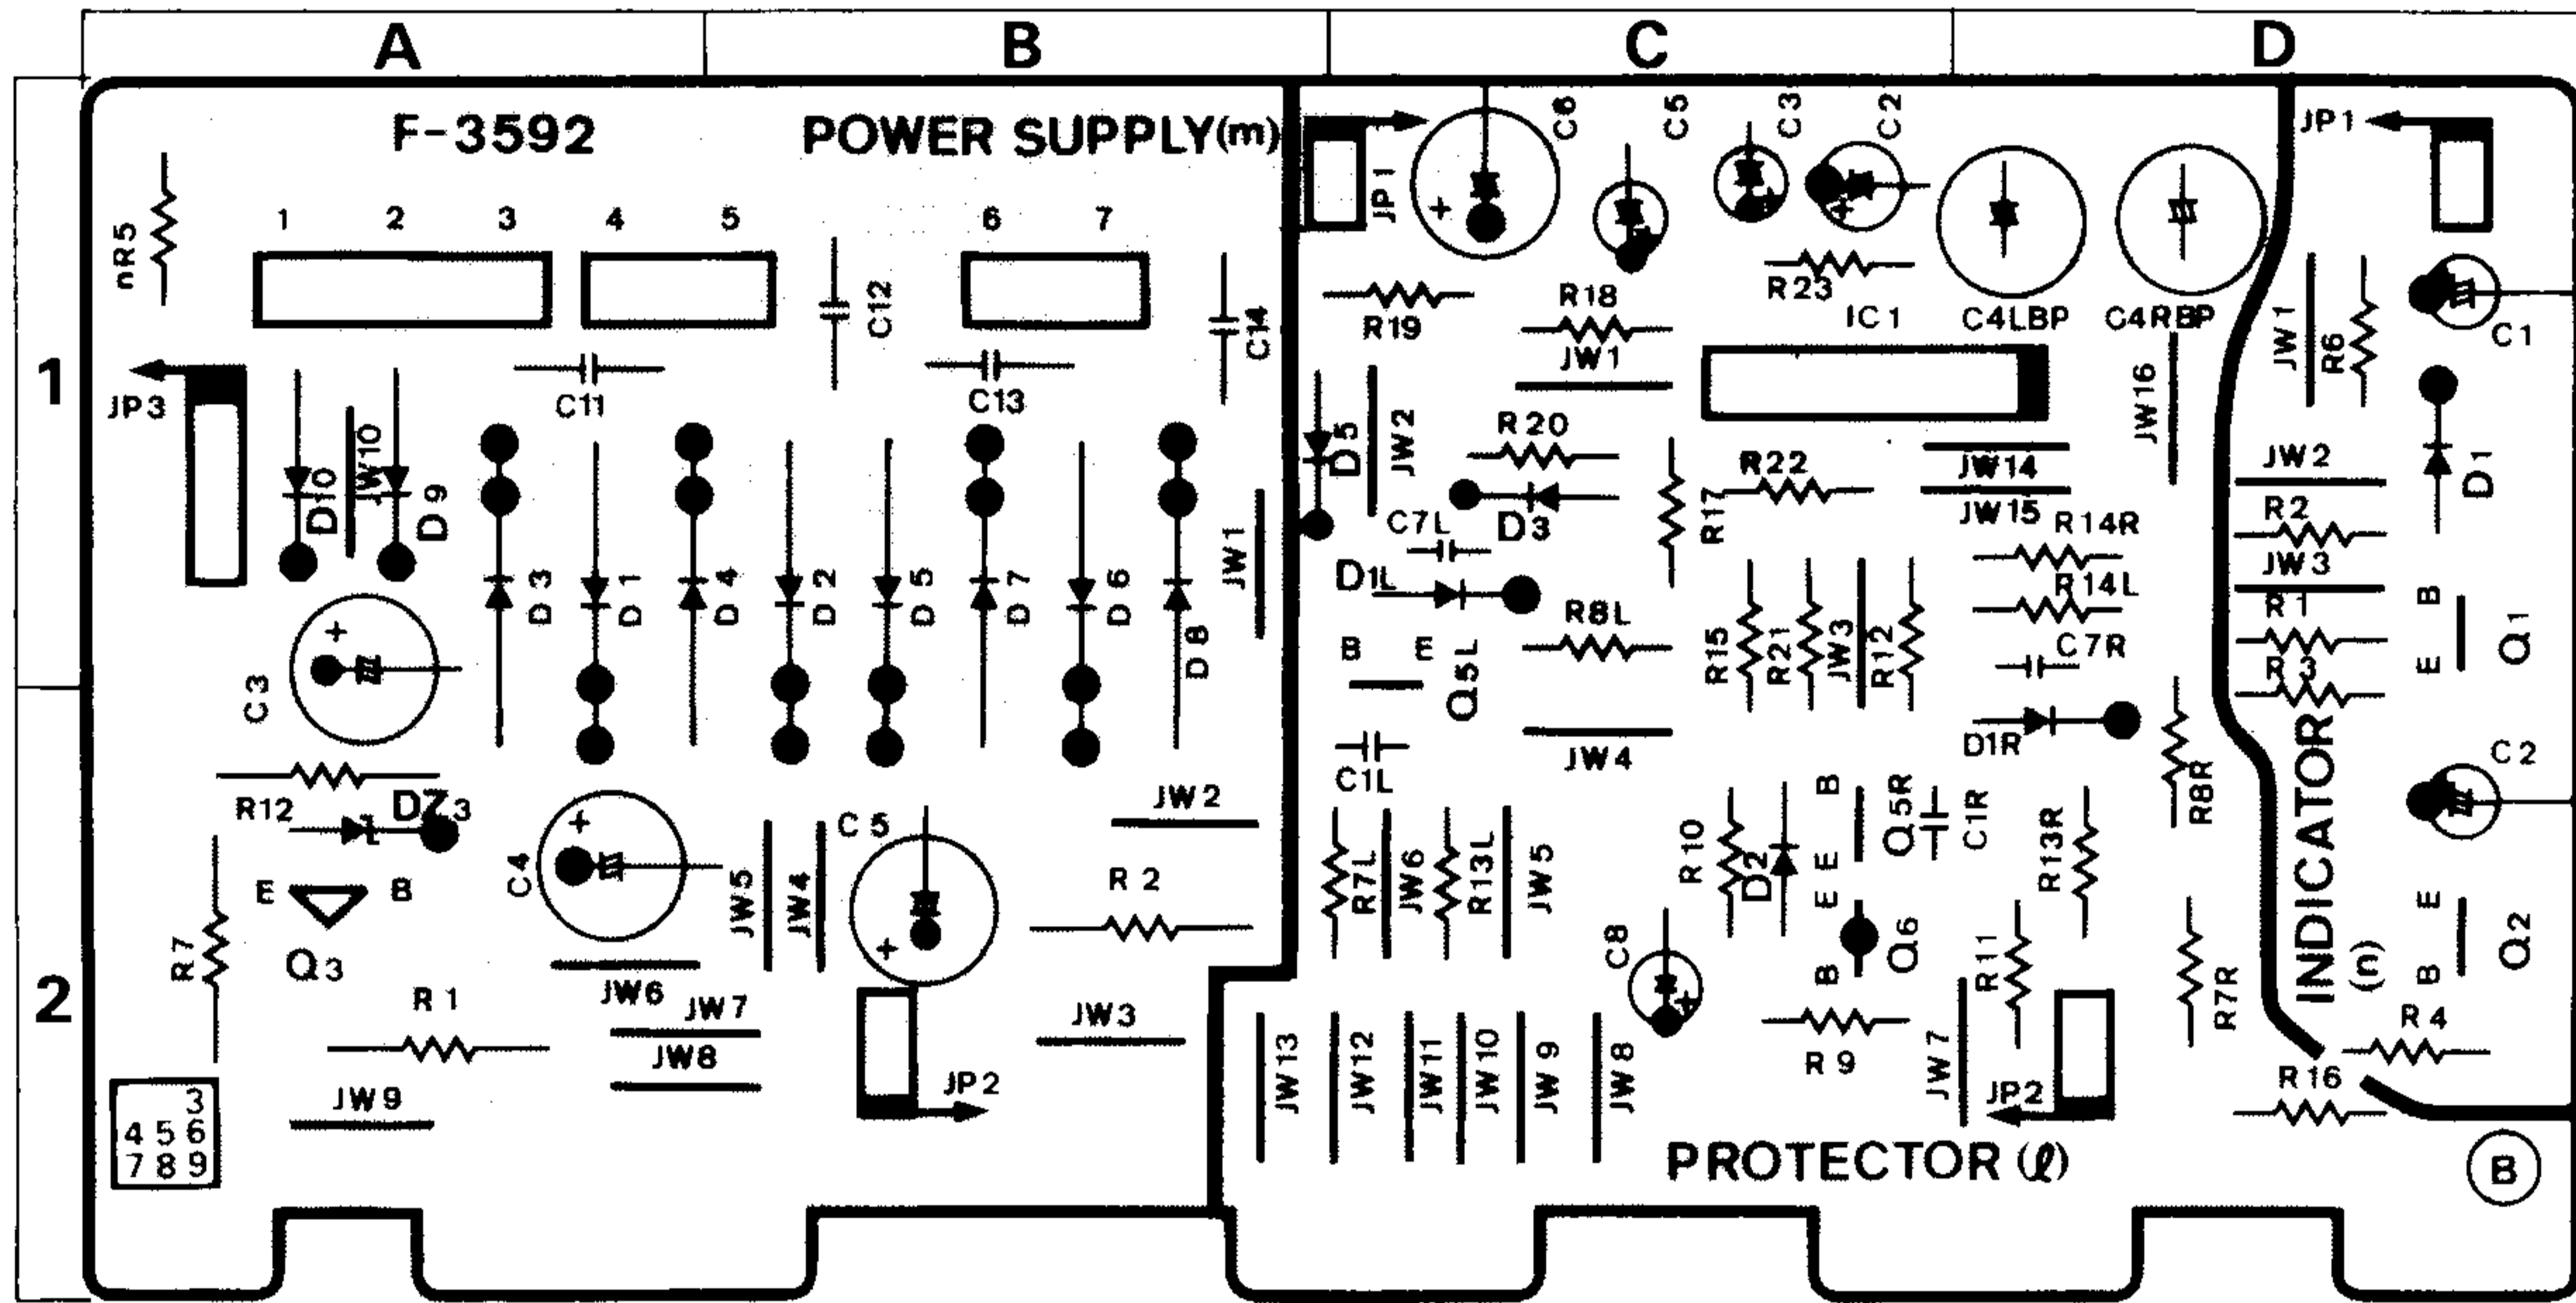 A B C D
F-3592 POWER SUPPLY(m)
JP1
C6
C5
C3
C2
JP1
nR5
1 2 3 4 5 6 7
C12
C14
R19
R18
R23
IC1
C4LBP
C4RBP
JW1
R6
C1
1
JP3
C11
C13
JW1
JW16
D10
JW10
D9
D5
JW2
R20
R22
JW14
JW2
D1
C7L
D3
R17
JW15
R14R
R2
D3
D1
D4
D2
D5
D7
D6
D8
JW1
D1L
R14L
JW3
R1
B
E
Q1
R8L
R15
R21
JW3
R12
C7R
R3
C3
+
B E
Q5L
C1L
JW4
D1R
R8R
C2
R12
DZ3
C4
+
C5
+
JW2
E B
Q3
R7
JW5
JW4
R2
R7L
JW6
R13L
JW5
R10
D2
B
E
Q5R
C1R
R13R
E
B
Q6
C8
R11
R7R
INDICATOR
(n)
E
B
Q2
2
JW6
R1
JW7
JW3
JW8
JP2
JW9
JW13
JW12
JW11
JW10
JW9
JW8
R9
JW7
JP2
R4
R16
3
4 5 6
7 8 9
PROTECTOR (ℓ)
B